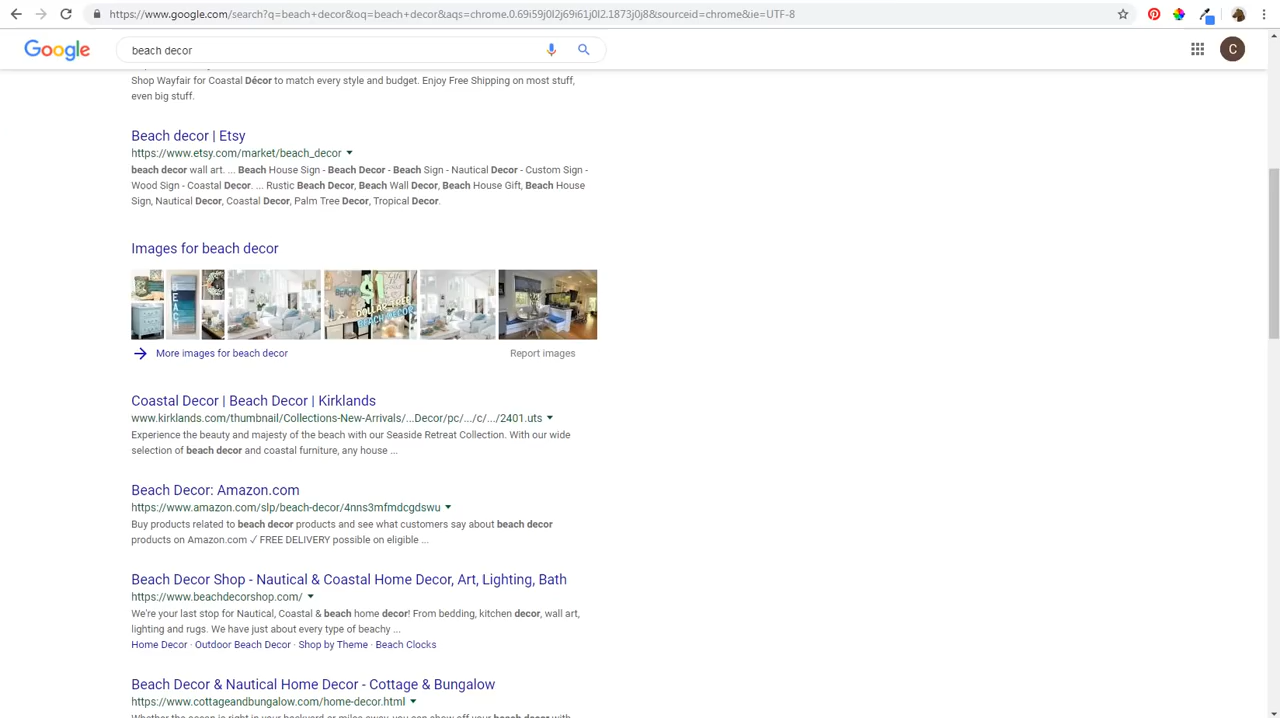 https://www.google.com/search?q=beach+decor&oq=beach+decor&aqs=chrome.0.69i59j0l2j69i61j0l2.1873j0j8&sourceid=chrome&ie=UTF-8
Google
beach decor
C
Shop Wayfair for Coastal Décor to match every style and budget. Enjoy Free Shipping on most stuff,
even big stuff.
Beach decor | Etsy
https://www.etsy.com/market/beach_decor
beach decor wall art. ... Beach House Sign - Beach Decor - Beach Sign - Nautical Decor - Custom Sign -
Wood Sign - Coastal Decor. ... Rustic Beach Decor, Beach Wall Decor, Beach House Gift, Beach House
Sign, Nautical Decor, Coastal Decor, Palm Tree Decor, Tropical Decor.
Images for beach decor
BEACH
BEACH
$1
DOLLAR TREE
BEACH DECOR
More images for beach decor
Report images
Coastal Decor | Beach Decor | Kirklands
www.kirklands.com/thumbnail/Collections-New-Arrivals/...Decor/pc/.../c/.../2401.uts
Experience the beauty and majesty of the beach with our Seaside Retreat Collection. With our wide
selection of beach decor and coastal furniture, any house ...
Beach Decor: Amazon.com
https://www.amazon.com/slp/beach-decor/4nns3mfmdcgdswu
Buy products related to beach decor products and see what customers say about beach decor
products on Amazon.com ✓ FREE DELIVERY possible on eligible ...
Beach Decor Shop - Nautical & Coastal Home Decor, Art, Lighting, Bath
https://www.beachdecorshop.com/
We're your last stop for Nautical, Coastal & beach home decor! From bedding, kitchen decor, wall art,
lighting and rugs. We have just about every type of beachy ...
Home Decor · Outdoor Beach Decor · Shop by Theme · Beach Clocks
Beach Decor & Nautical Home Decor - Cottage & Bungalow
https://www.cottageandbungalow.com/home-decor.html